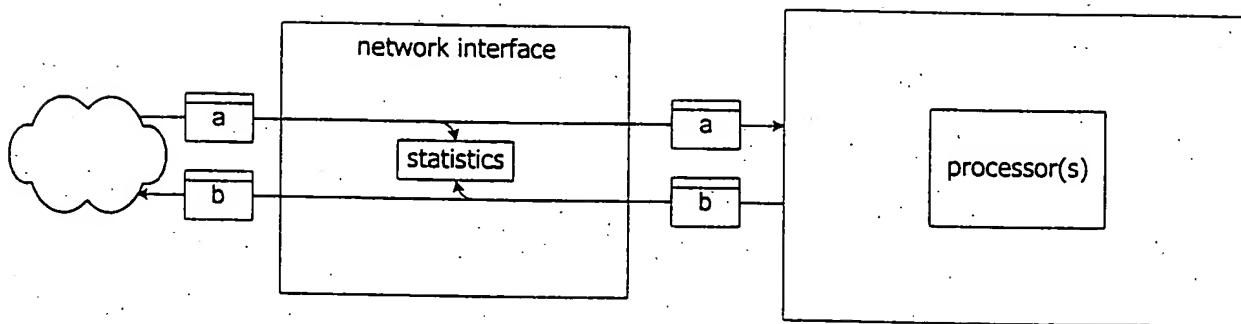 network interface
a
a
statistics
processor(s)
b
b